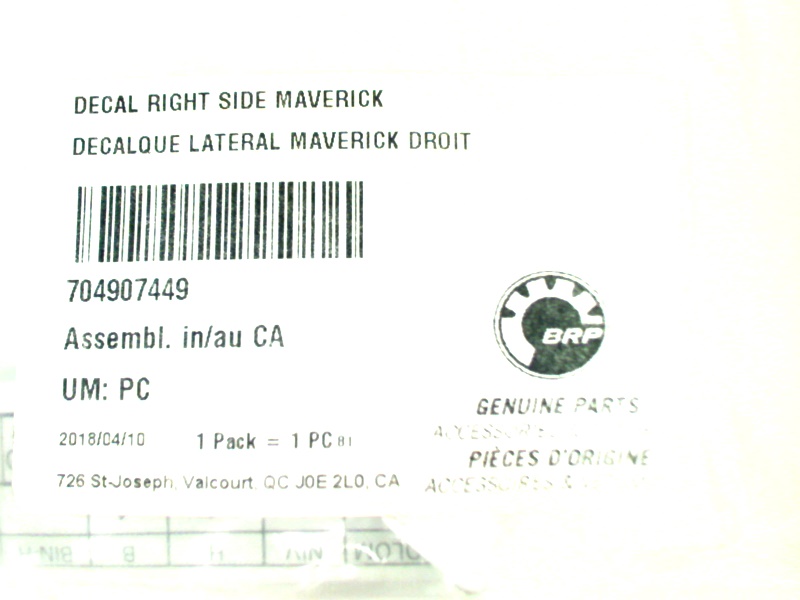 DECAL RIGHT SIDE MAVERICK
DECALQUE LATERAL MAVERICK DROIT
704907449
Assembl. in/au CA
UM: PC
2018/04/10 1 Pack = 1 PC B1
726 St-Joseph, Valcourt, QC J0E 2L0, CA
BRP
GENUINE PARTS
PIÈCES D'ORIGINE